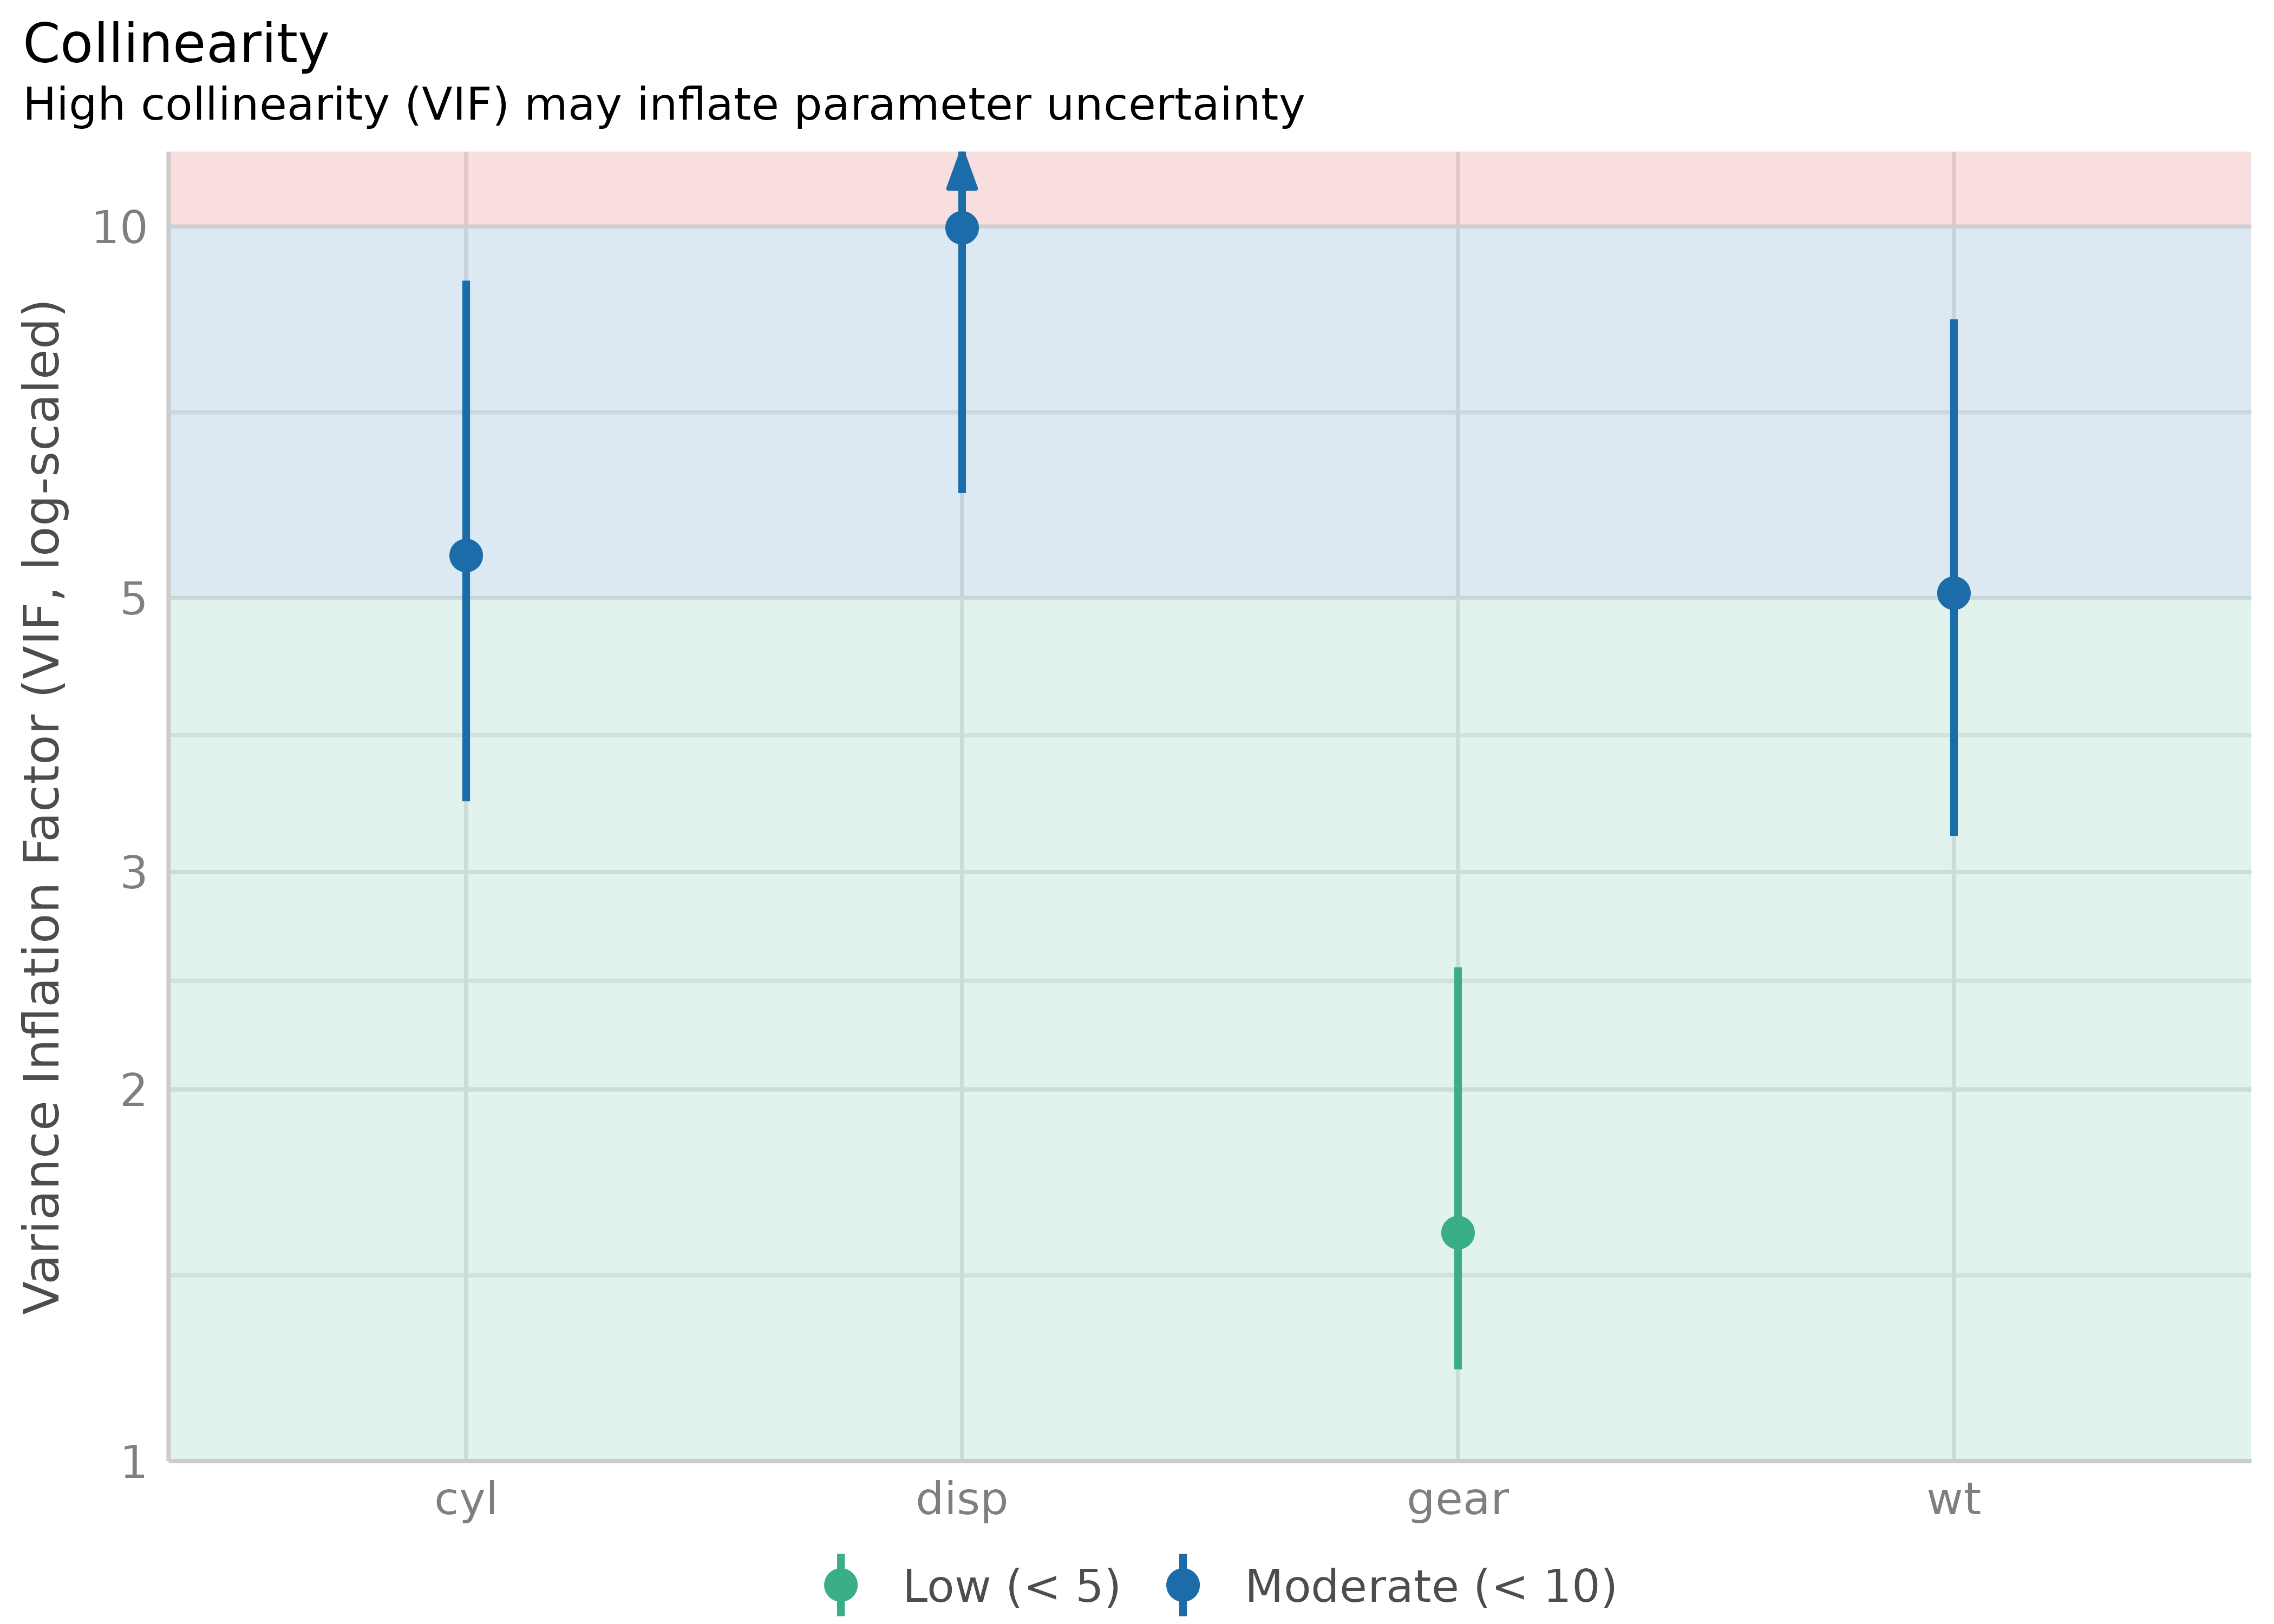 Collinearity
High collinearity (VIF) may inflate parameter uncertainty
Variance Inflation Factor (VIF, log-scaled)
10
5
3
2
1
cyl disp gear wt
Low (< 5) Moderate (< 10)